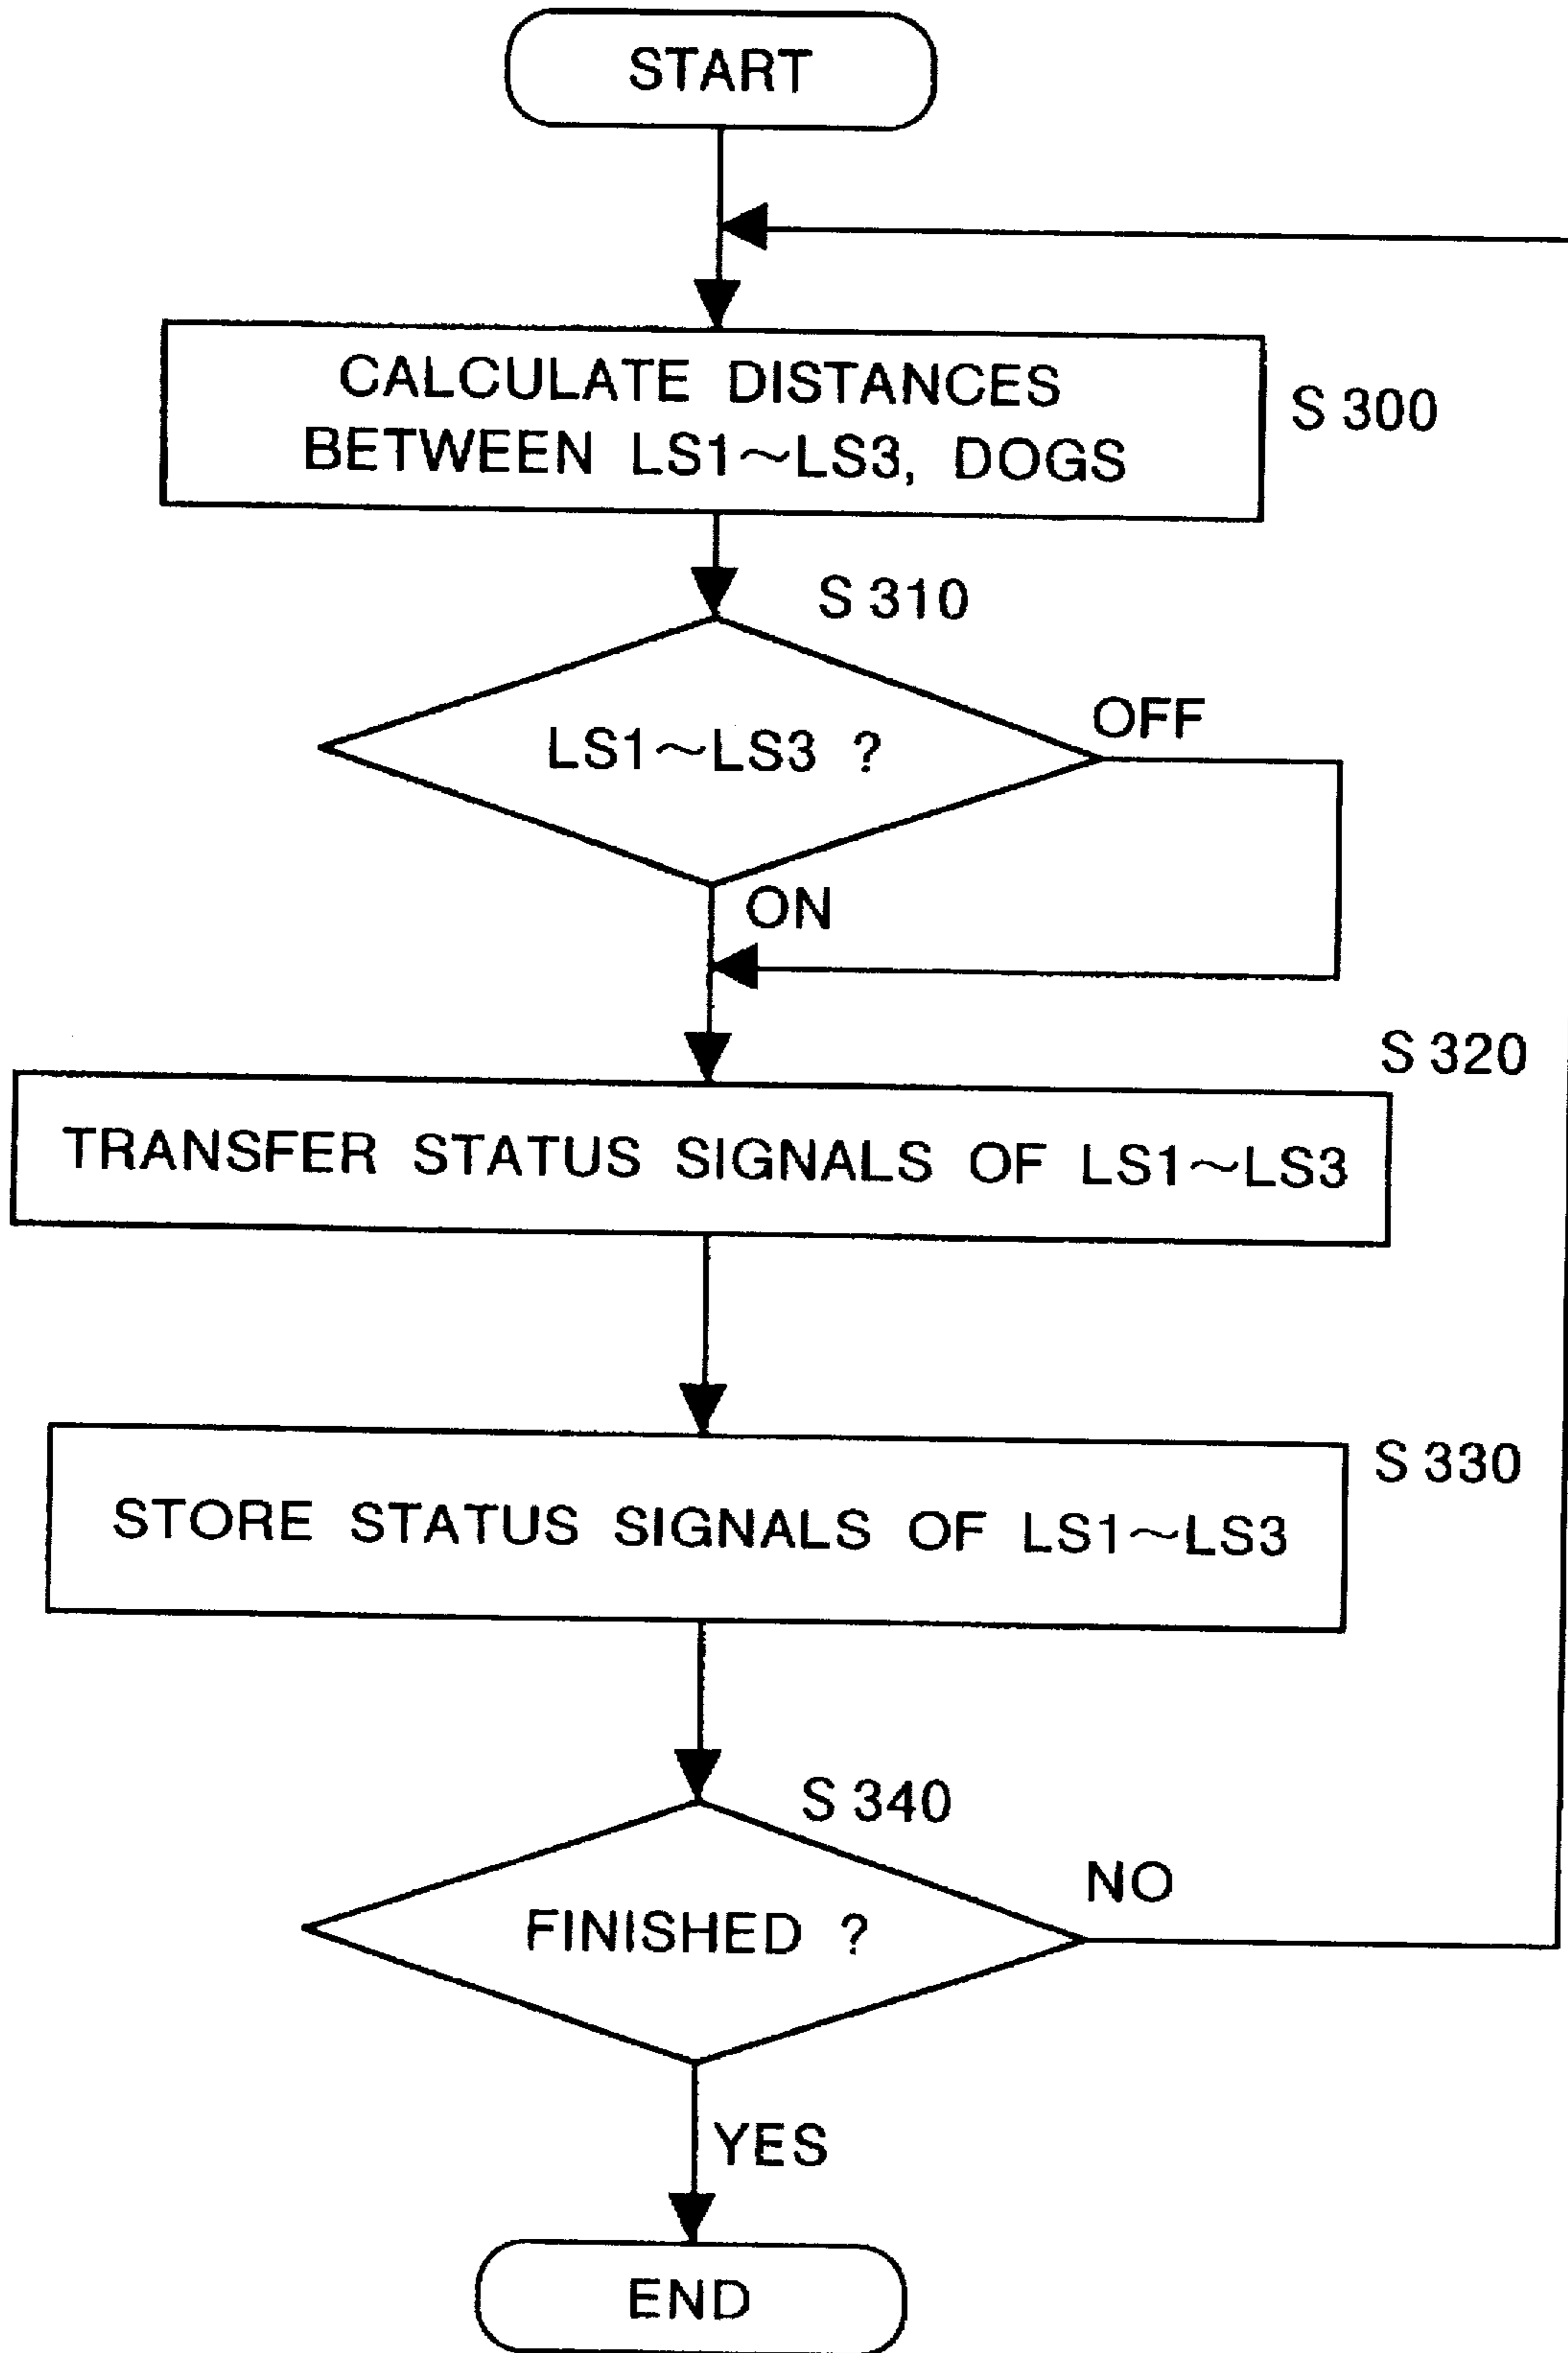 START
CALCULATE DISTANCES
BETWEEN LS1~LS3, DOGS
S 300
S 310
LS1~LS3 ?
OFF
ON
S 320
TRANSFER STATUS SIGNALS OF LS1~LS3
S 330
STORE STATUS SIGNALS OF LS1~LS3
S 340
FINISHED ?
NO
YES
END